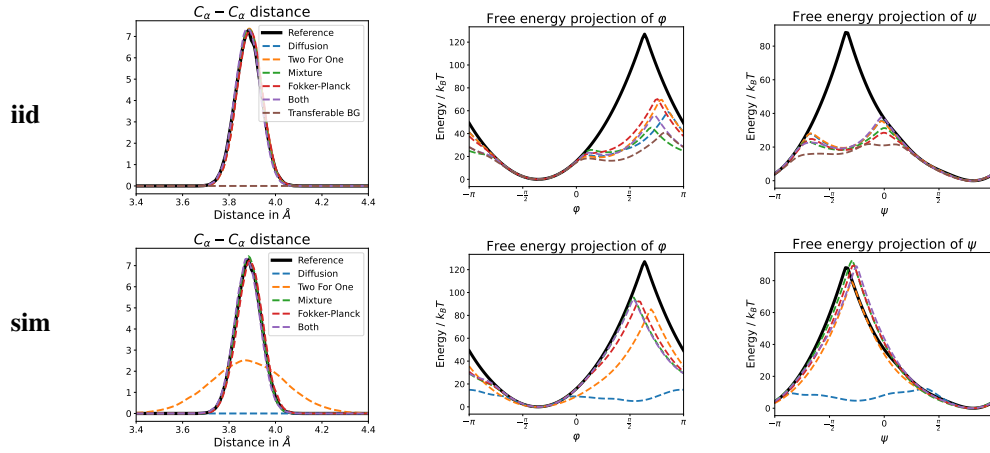 iid
Cα − Cα distance
7
6
5
4
3
2
1
0
3.4 3.6 3.8 4.0 4.2 4.4
Distance in Å
Reference
Diffusion
Two For One
Mixture
Fokker-Planck
Both
Transferable BG
Free energy projection of φ
Energy / kBT
120
100
80
60
40
20
0
−π −π/2 0 π/2 π
φ
Free energy projection of ψ
Energy / kBT
80
60
40
20
0
−π −π/2 0 π/2
ψ
sim
Cα − Cα distance
7
6
5
4
3
2
1
0
3.4 3.6 3.8 4.0 4.2 4.4
Distance in Å
Reference
Diffusion
Two For One
Mixture
Fokker-Planck
Both
Free energy projection of φ
Energy / kBT
120
100
80
60
40
20
0
−π −π/2 0 π/2 π
φ
Free energy projection of ψ
Energy / kBT
80
60
40
20
0
−π −π/2 0 π/2
ψ